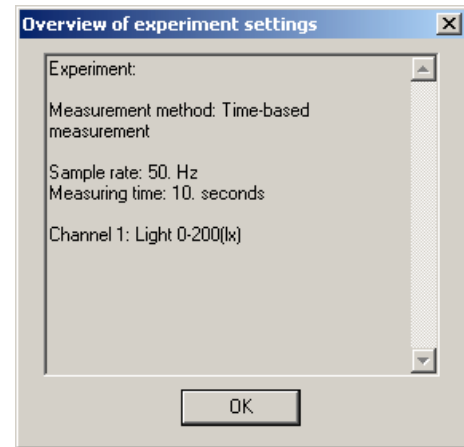 Overview of experiment settings
Experiment:
Measurement method: Time-based
measurement
Sample rate: 50. Hz
Measuring time: 10. seconds
Channel 1: Light 0-200(lx)
OK